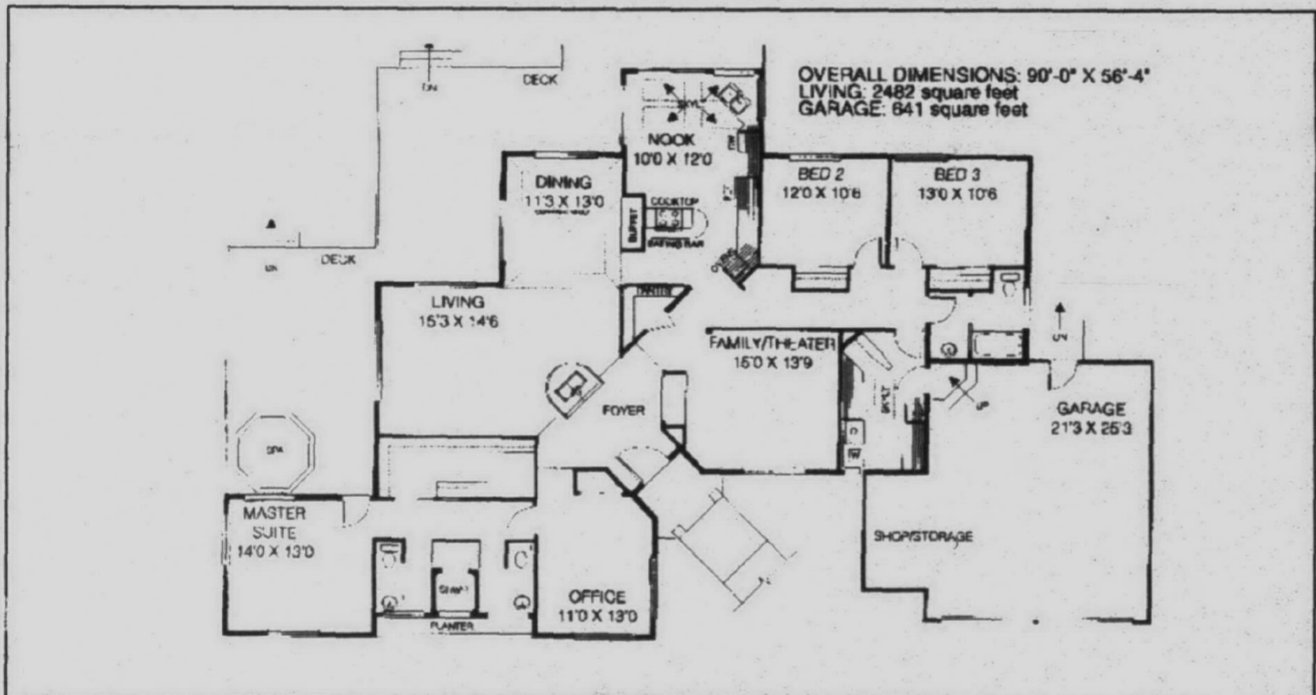 OVERALL DIMENSIONS: 90'-0" X 56'-4"
LIVING: 2482 square feet
GARAGE: 641 square feet
DN
DECK
NOOK
10'0 X 12'0
DINING
11'3 X 13'0
BUFFET
COOKTOP
EATING BAR
BED 2
12'0 X 10'6
BED 3
13'0 X 10'6
DN
DECK
LIVING
15'3 X 14'6
PANTRY
FAMILY/THEATER
15'0 X 13'9
FOYER
UP
GARAGE
21'3 X 25'3
SPA
MASTER
SUITE
14'0 X 13'0
SHOP/STORAGE
OFFICE
11'0 X 13'0
PLANTER